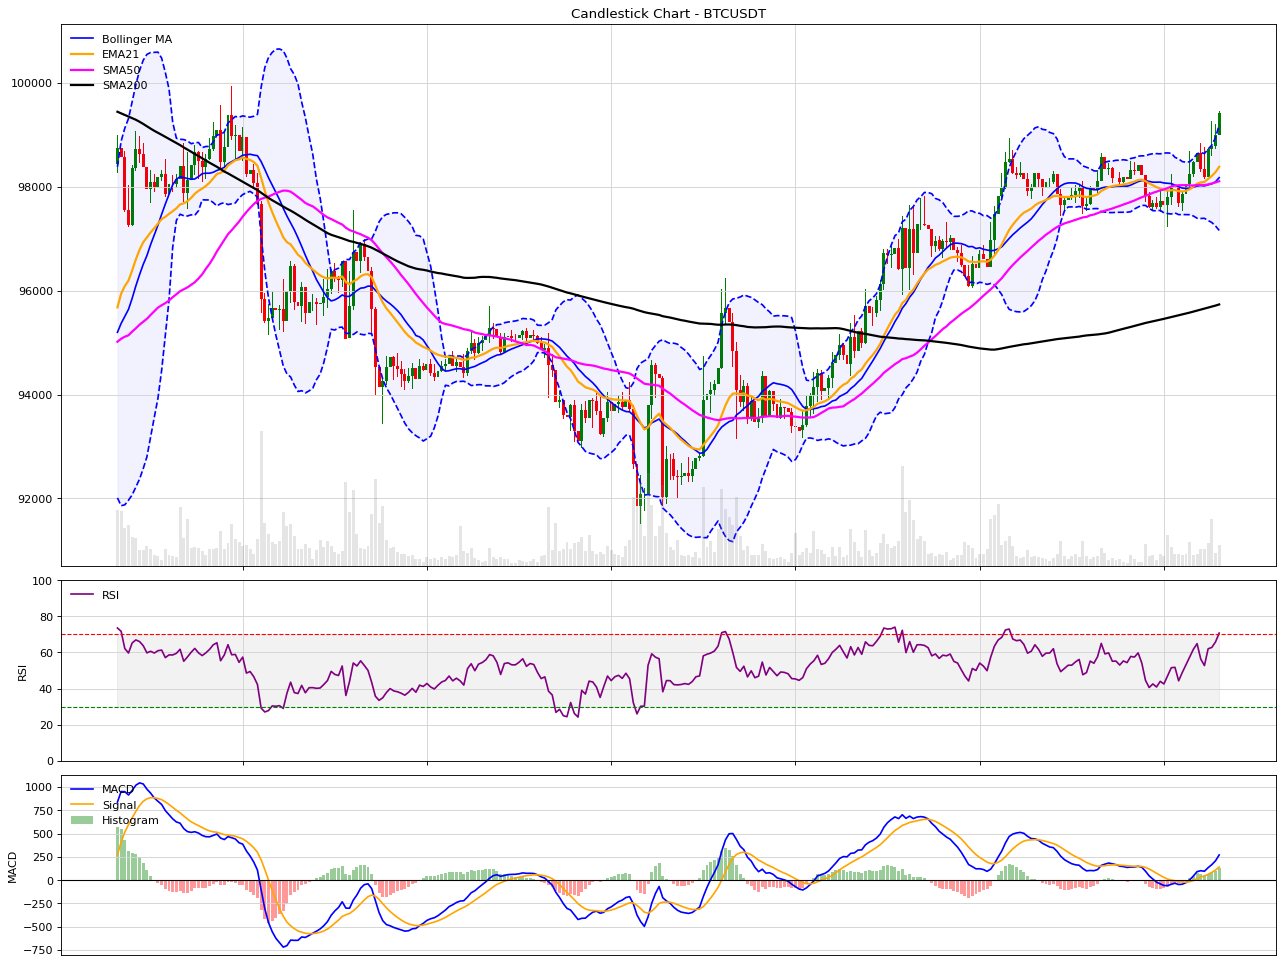 Candlestick Chart - BTCUSDT
Bollinger MA
EMA21
SMA50
SMA200
100000
98000
96000
94000
92000
RSI
100
80
60
40
20
0
RSI
MACD
Signal
Histogram
1000
750
500
250
0
−250
−500
−750
MACD